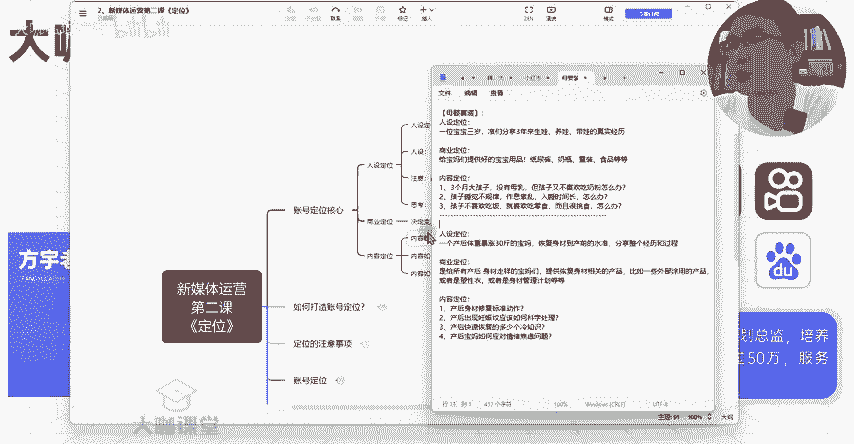 大咖
2、新媒体运营第二课《定位》
文件 编辑 查看
【母婴赛道】:
人设定位:
一位宝宝三岁，准们分享3年来生娃、养娃、带娃的真实经历
商业定位:
给宝妈们提供好的宝宝用品！纸尿裤、奶瓶、童装、食品等等
内容定位:
1、3个月大孩子，没有母乳，但孩子又不喜欢吃奶粉怎么办？
2、孩子睡觉不规律，作息紊乱，入睡时间长，怎么办？
3、孩子不喜欢吃饭，就喜欢吃零食，而且很挑食，怎么办？
人设定位:
一个产后体重暴涨30斤的宝妈，恢复身材到产前的水准，分享整个经历和过程
商业定位:
是给所有产后 身材走样的宝妈们，提供恢复身材相关的产品，比如一些外部涂用的产品，
或者是塑性衣，或者是身材管理计划等等
内容定位:
1、产后身材修复标准动作？
2、产后出现妊娠纹应该如何科学处理？
3、产后快速恢复的多少个冷知识？
4、产后宝妈如何应对情绪焦虑问题？
100%
UTF-8
新媒体运营
第二课
《定位》
账号定位核心
人设定位
商业定位
内容定位
如何打造账号定位？
定位的注意事项
账号定位
方宇老
划总监，培养
50万，服务
du
大咖课堂